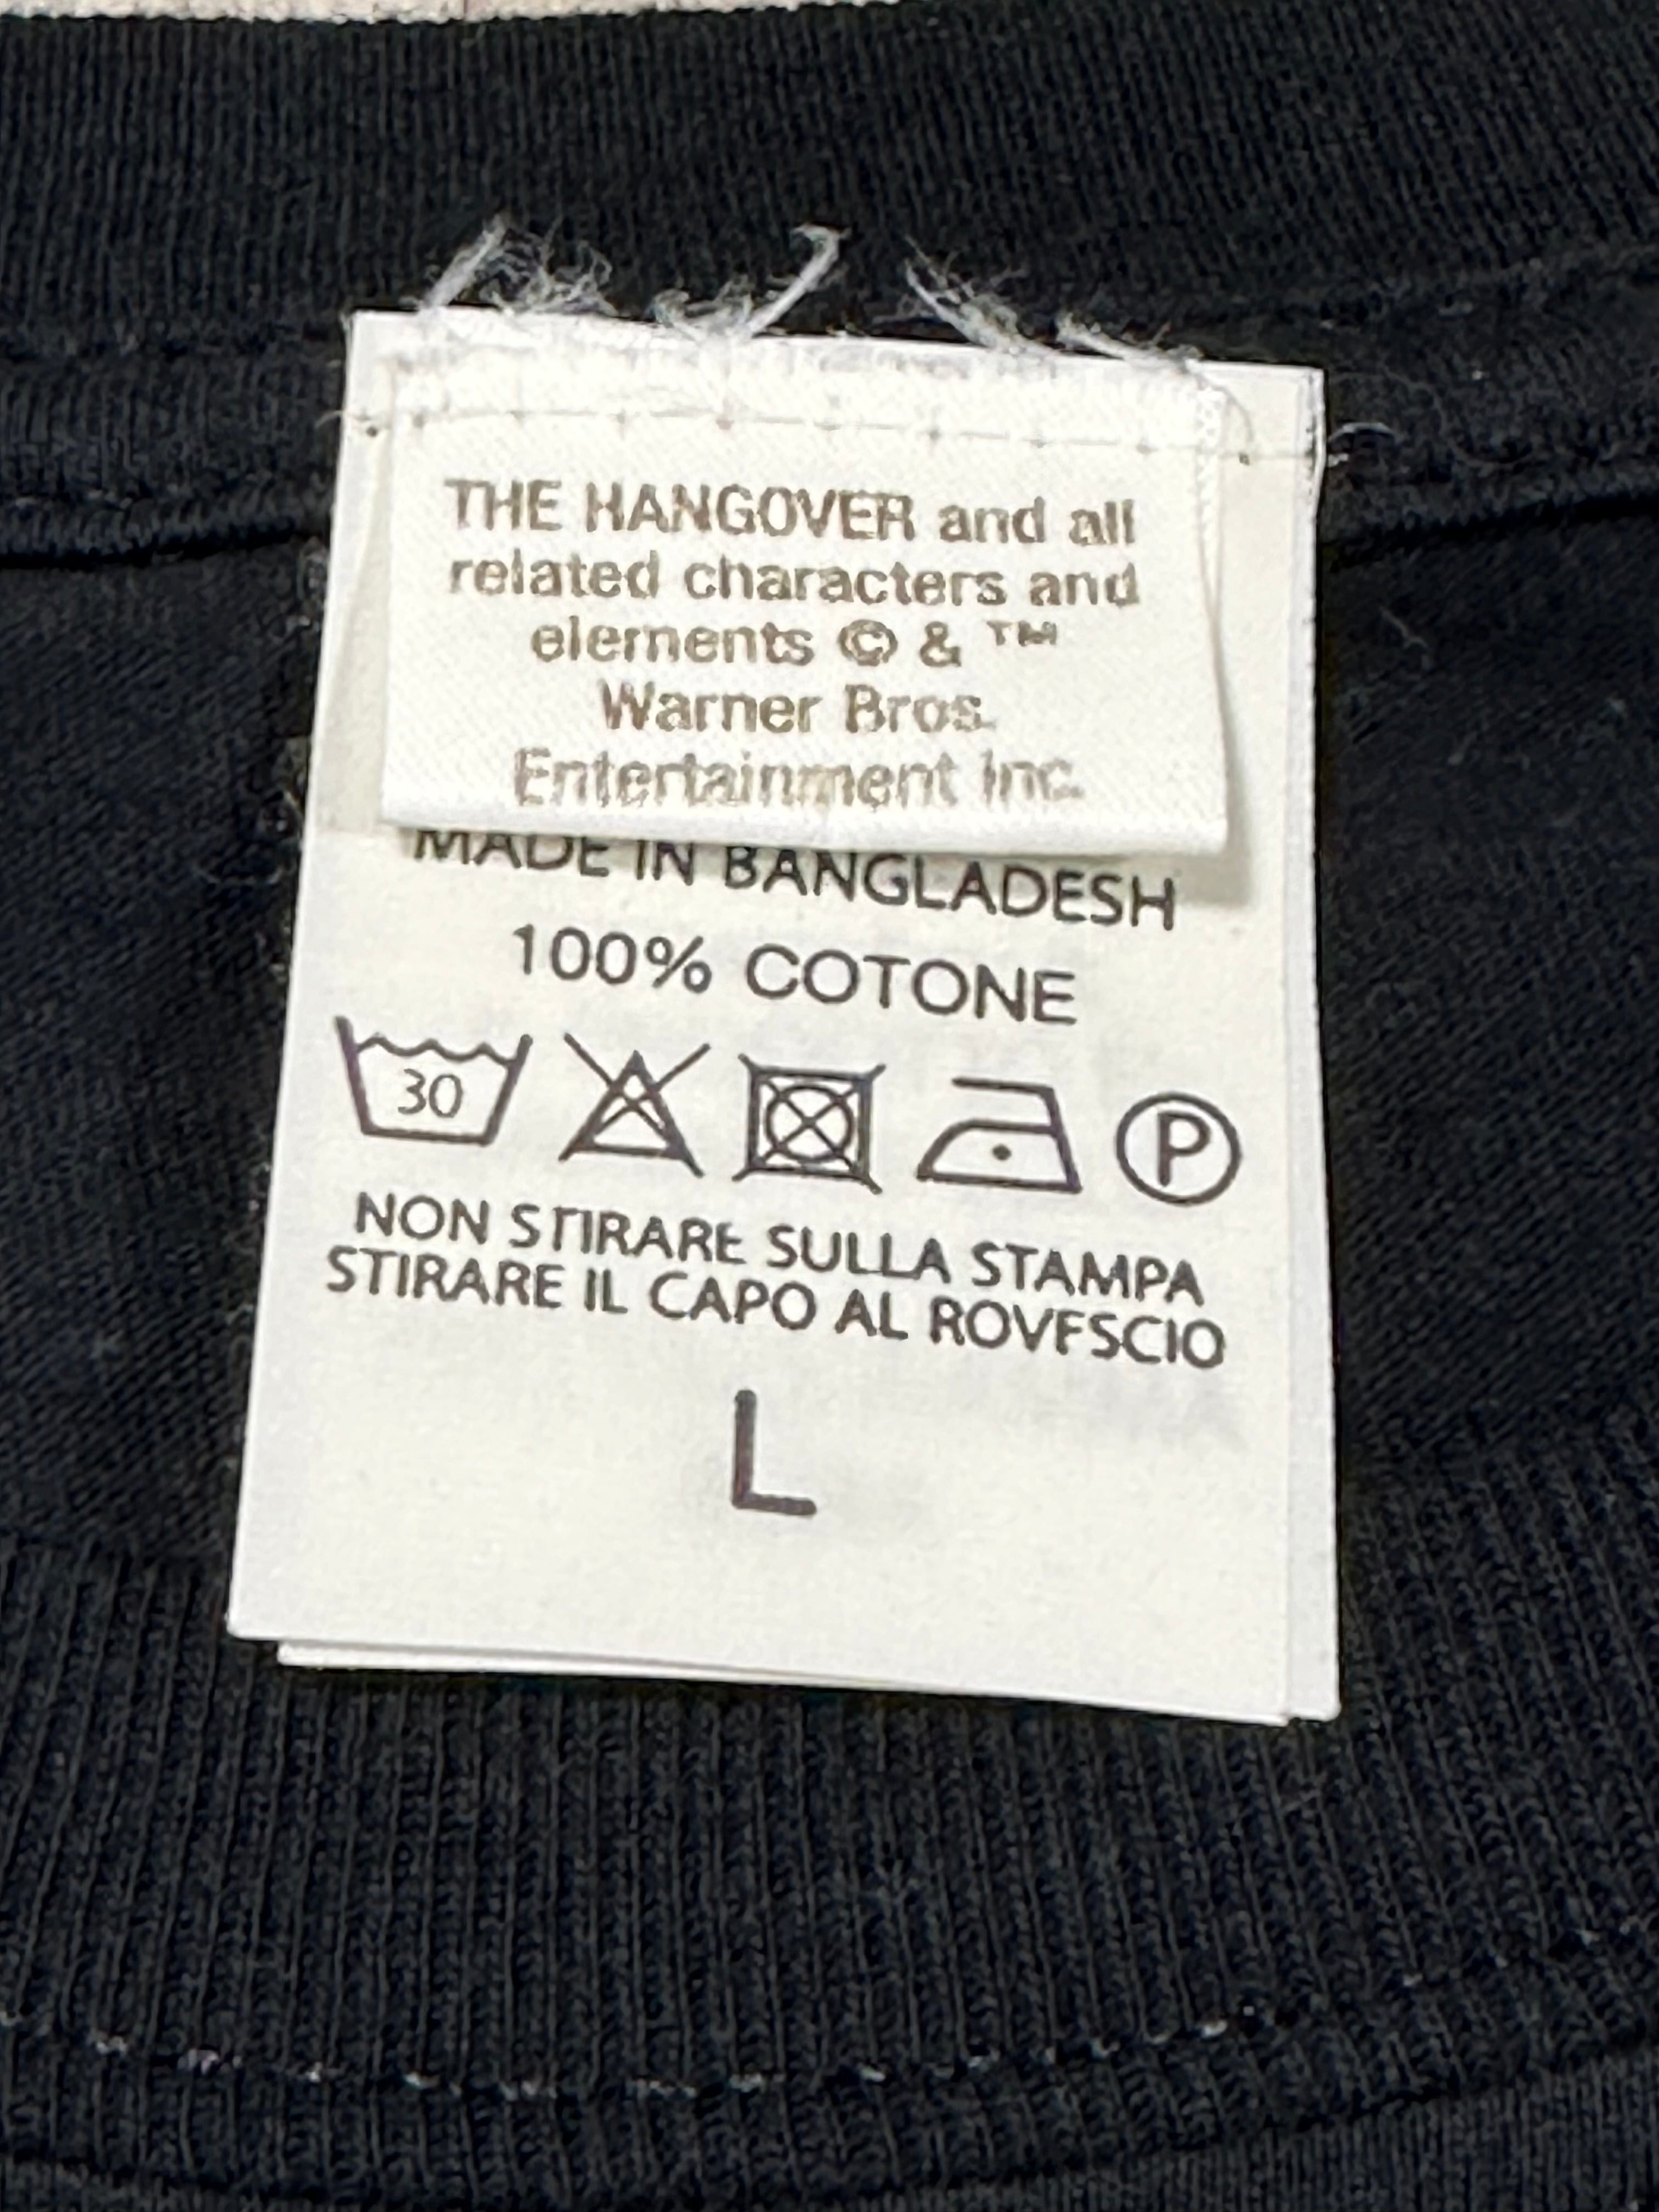 THE HANGOVER and all
related characters and
elements © & ™
Warner Bros.
Entertainment Inc.
MADE IN BANGLADESH
100% COTONE
30
P
NON STIRARE SULLA STAMPA
STIRARE IL CAPO AL ROVESCIO
L